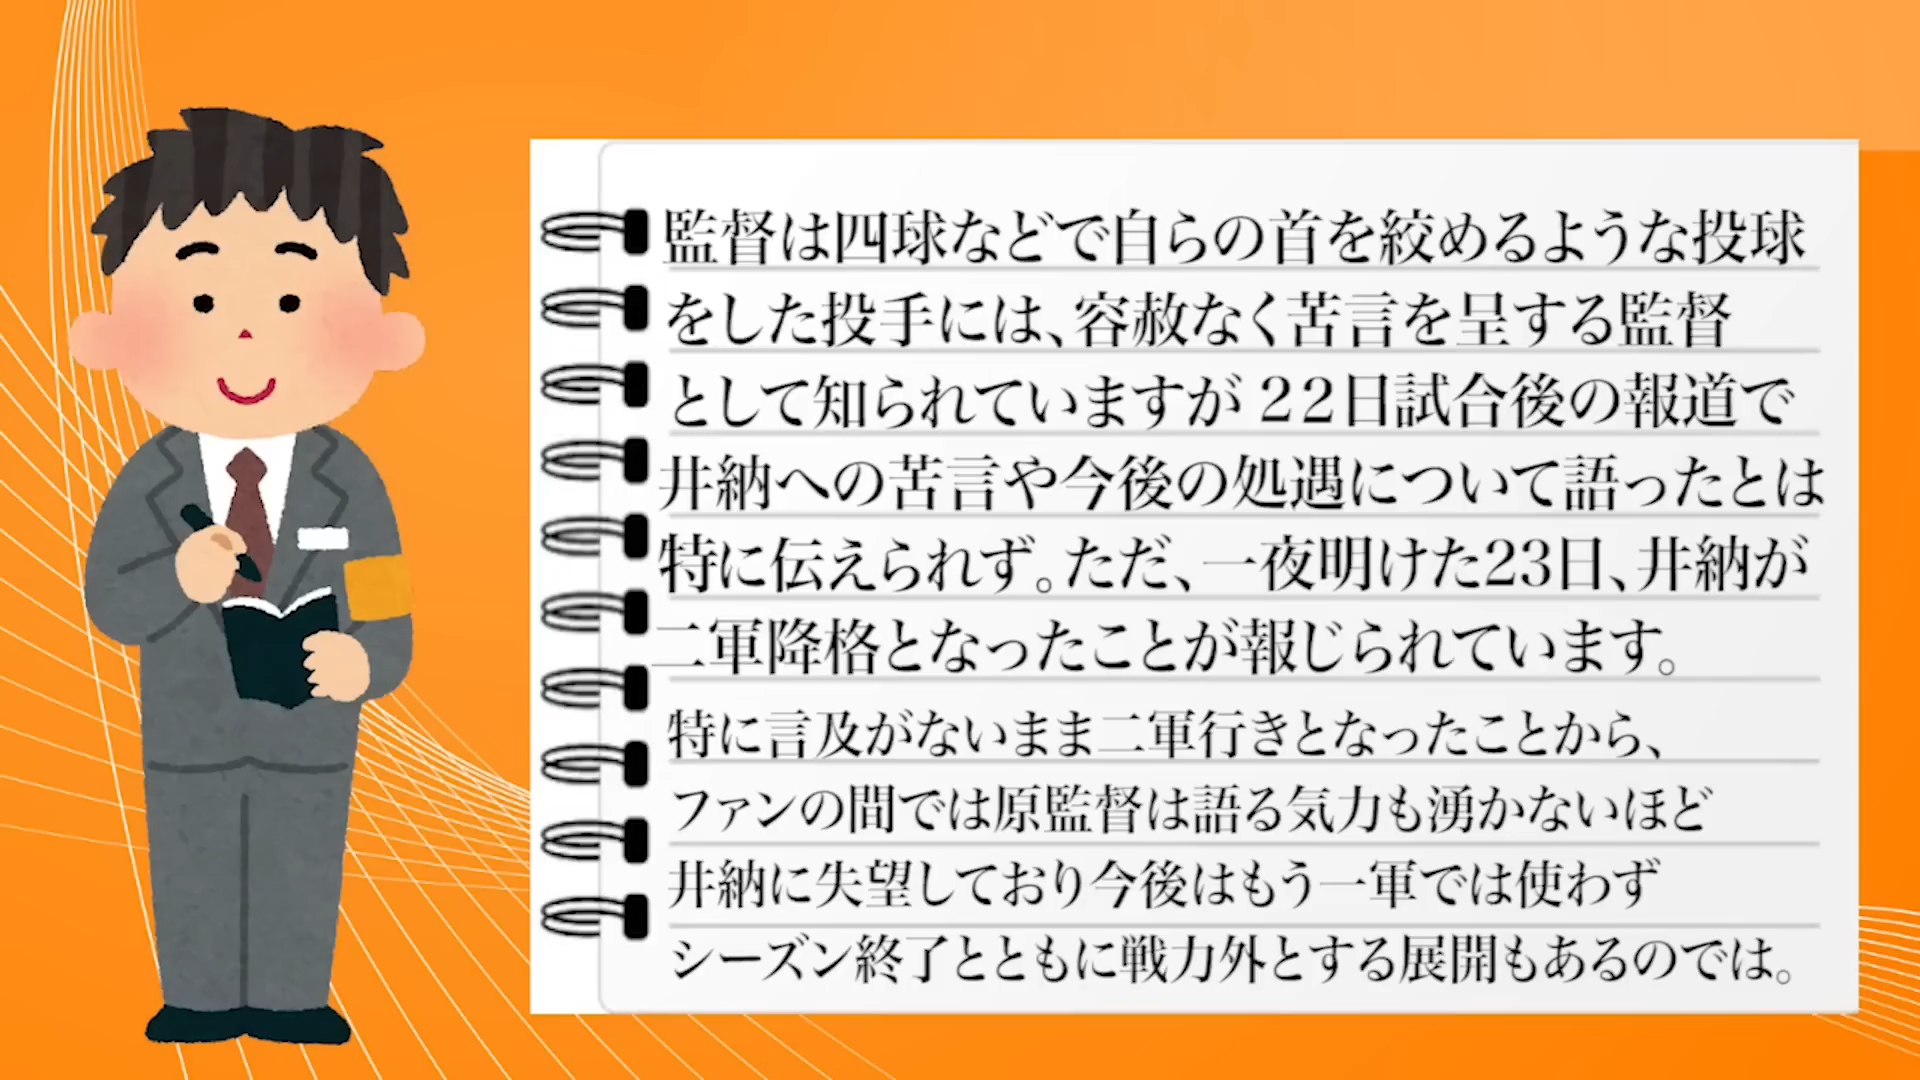 監督は四球などで自らの首を絞めるような投球
をした投手には、容赦なく苦言を呈する監督
として知られていますが２２日試合後の報道で
井納への苦言や今後の処遇について語ったとは
特に伝えられず。ただ、一夜明けた23日、井納が
二軍降格となったことが報じられています。
特に言及がないまま二軍行きとなったことから、
ファンの間では原監督は語る気力も湧かないほど
井納に失望しており今後はもう一軍では使わず
シーズン終了とともに戦力外とする展開もあるのでは。